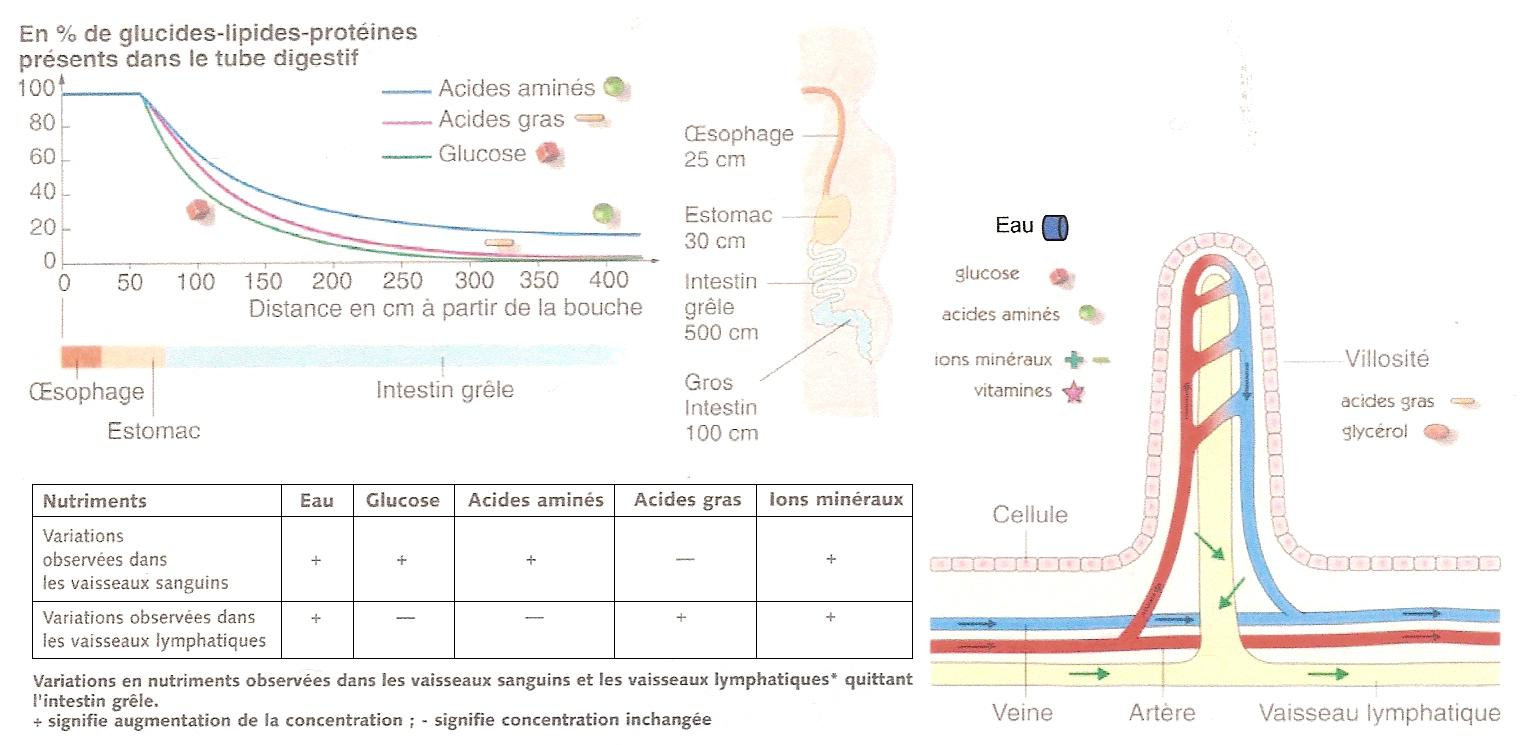 En % de glucides-lipides-protéines
présents dans le tube digestif
100
80
60
40
20
0
Acides aminés
Acides gras
Glucose
0 50 100 150 200 250 300 350 400
Distance en cm à partir de la bouche
Œsophage
Estomac
Intestin grêle
Œsophage
25 cm
Estomac
30 cm
Intestin
grêle
500 cm
Gros
Intestin
100 cm
Eau
glucose
acides aminés
ions minéraux
vitamines
Villosité
acides gras
glycérol
Cellule
Veine
Artère
Vaisseau lymphatique
Nutriments Eau Glucose Acides aminés Acides gras Ions minéraux
Variations
observées dans
les vaisseaux sanguins
+ + + — +
Variations observées dans
les vaisseaux lymphatiques
+ — — + +
Variations en nutriments observées dans les vaisseaux sanguins et les vaisseaux lymphatiques* quittant
l'intestin grêle.
+ signifie augmentation de la concentration ; - signifie concentration inchangée